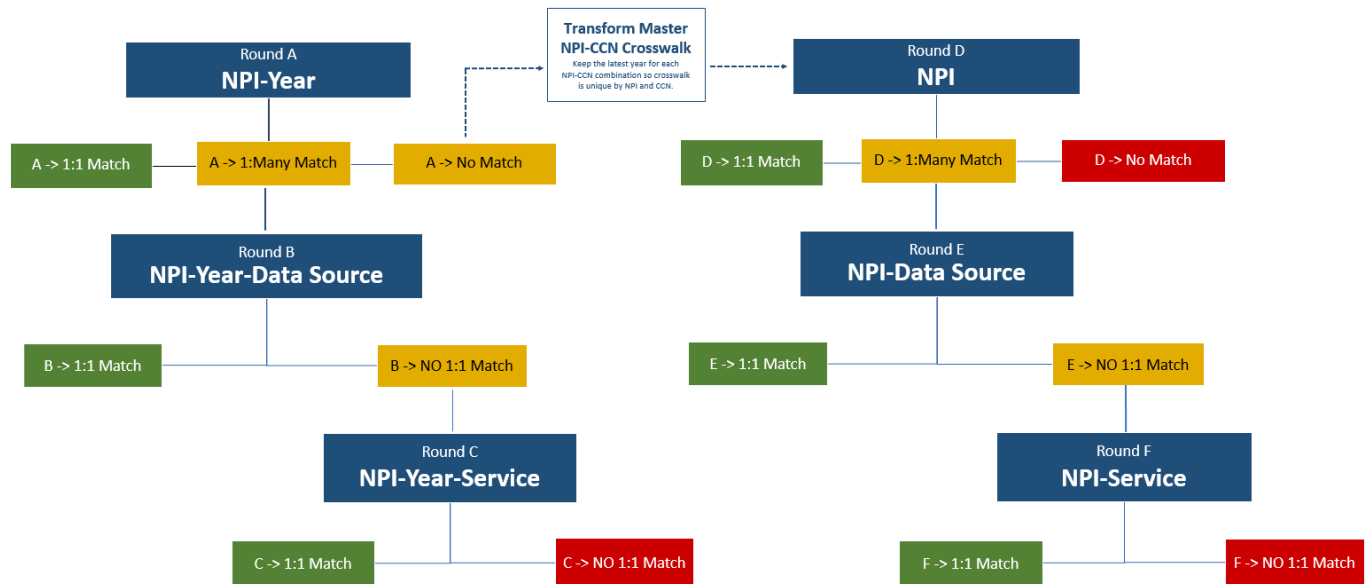 Transform Master
NPI-CCN Crosswalk
Keep the latest year for each
NPI-CCN combination so crosswalk
is unique by NPI and CCN.
Round A
NPI-Year
Round D
NPI
A -> 1:1 Match
A -> 1:Many Match
A -> No Match
D -> 1:1 Match
D -> 1:Many Match
D -> No Match
Round B
NPI-Year-Data Source
Round E
NPI-Data Source
B -> 1:1 Match
B -> NO 1:1 Match
E -> 1:1 Match
E -> NO 1:1 Match
Round C
NPI-Year-Service
Round F
NPI-Service
C -> 1:1 Match
C -> NO 1:1 Match
F -> 1:1 Match
F -> NO 1:1 Match